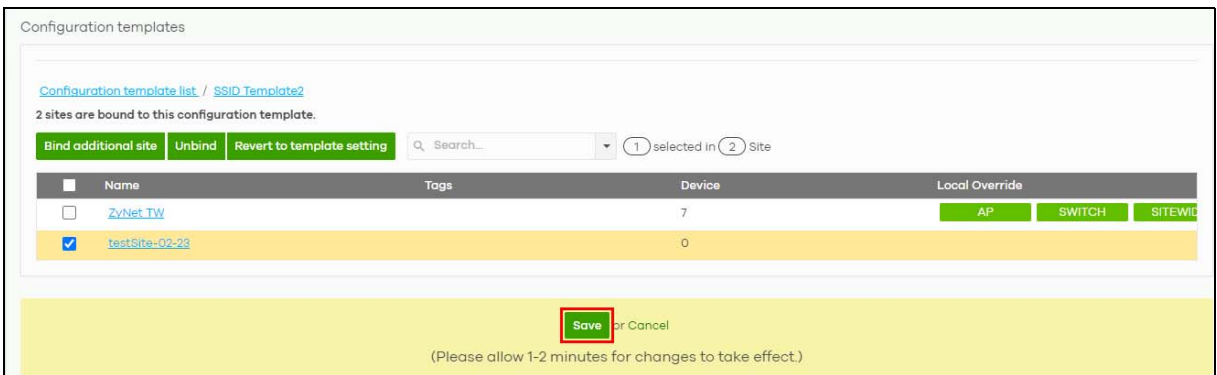 Configuration templates
Configuration template list / SSID Template2
2 sites are bound to this configuration template.
Bind additional site Unbind Revert to template setting Search... 1 selected in 2 Site
Name Tags Device Local Override
ZyNet TW 7 AP SWITCH SITEWID
testSite-02-23 0
Save or Cancel
(Please allow 1-2 minutes for changes to take effect.)